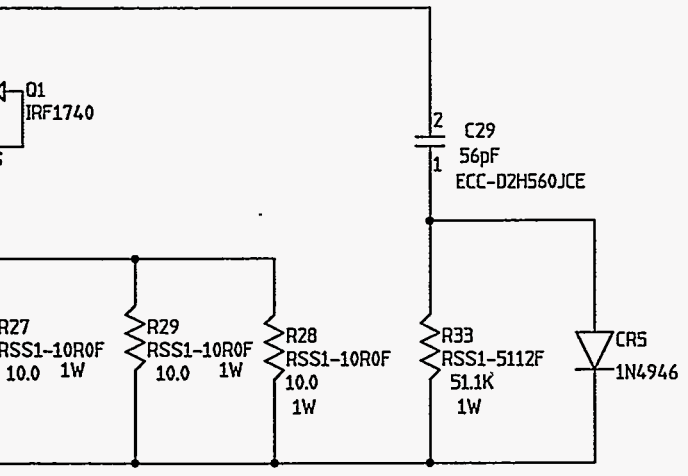 Q1
IRF1740
2
C29
56pF
1
ECC-D2H560JCE
R27
RSS1-10R0F
10.0 1W
R29
RSS1-10R0F
10.0 1W
R28
RSS1-10R0F
10.0
1W
R33
RSS1-5112F
51.1K
1W
CR5
1N4946